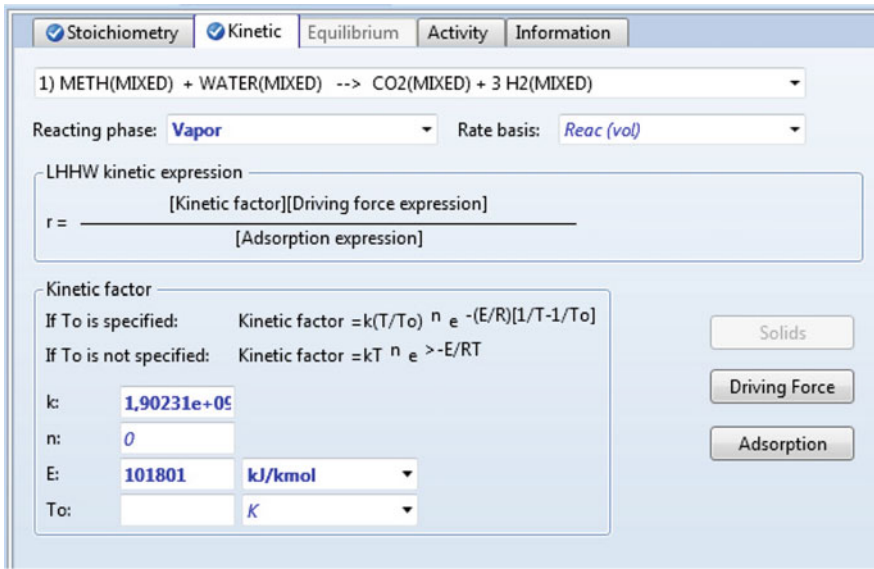 Stoichiometry Kinetic Equilibrium Activity Information
1) METH(MIXED) + WATER(MIXED) --> CO2(MIXED) + 3 H2(MIXED)
Reacting phase: Vapor Rate basis: Reac (vol)
LHHW kinetic expression
[Kinetic factor][Driving force expression]
r =
[Adsorption expression]
Kinetic factor
If To is specified: Kinetic factor =k(T/To) n e -(E/R)[1/T-1/To]
If To is not specified: Kinetic factor =kT n e >-E/RT
Solids
k: 1,90231e+09
Driving Force
n: 0
Adsorption
E: 101801 kJ/kmol
To: K